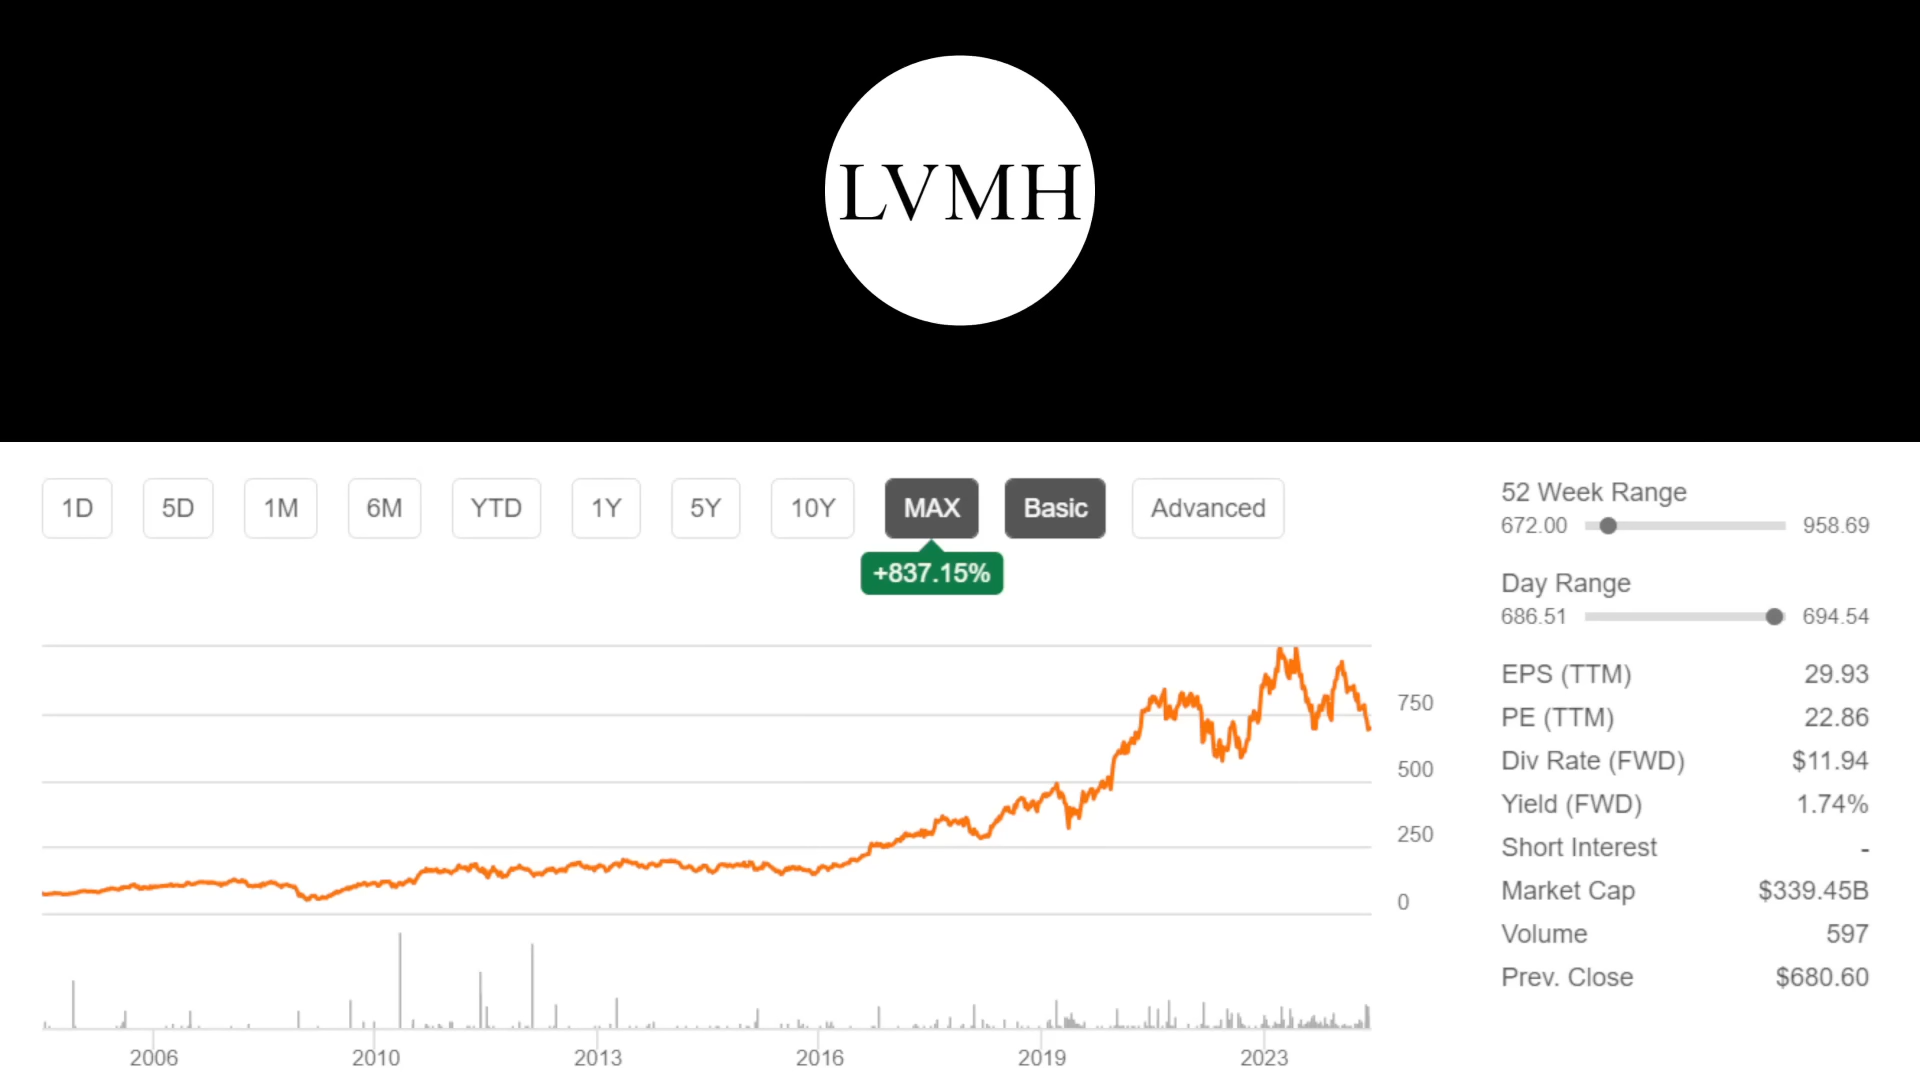 LVMH
1D 5D 1M 6M YTD 1Y 5Y 10Y MAX Basic Advanced
+837.15%
750
500
250
0
2006 2010 2013 2016 2019 2023
52 Week Range
672.00 958.69
Day Range
686.51 694.54
EPS (TTM) 29.93
PE (TTM) 22.86
Div Rate (FWD) $11.94
Yield (FWD) 1.74%
Short Interest -
Market Cap $339.45B
Volume 597
Prev. Close $680.60